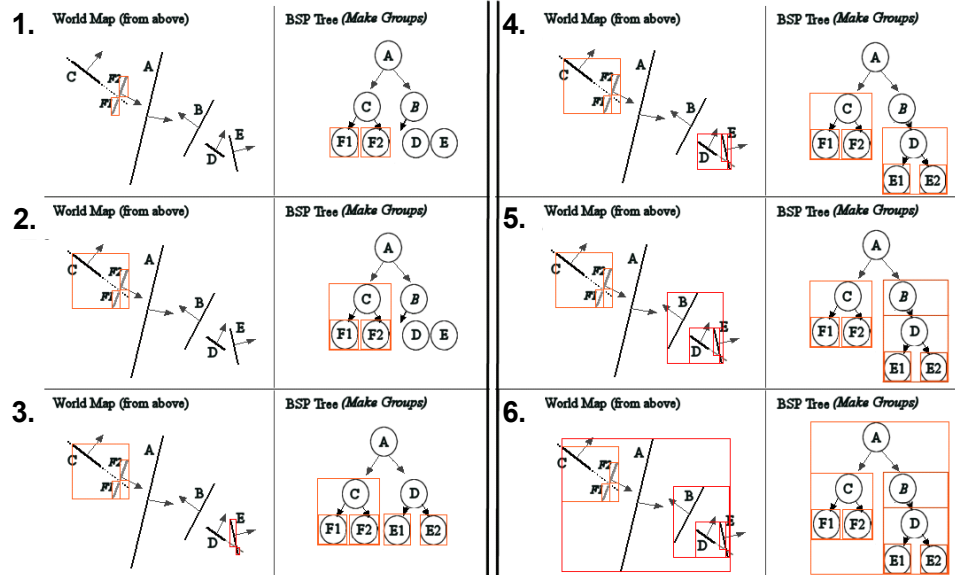 1.
World Map (from above)
BSP Tree (Make Groups)
C
F2
F1
A
B
E
D
A
C
B
F1
F2
D
E
2.
World Map (from above)
BSP Tree (Make Groups)
C
F2
F1
A
B
E
D
A
C
B
F1
F2
D
E
3.
World Map (from above)
BSP Tree (Make Groups)
C
F2
F1
A
B
E
D
A
C
D
F1
F2
E1
E2
4.
World Map (from above)
BSP Tree (Make Groups)
C
F2
F1
A
B
E
D
A
C
B
F1
F2
D
E1
E2
5.
World Map (from above)
BSP Tree (Make Groups)
C
F2
F1
A
B
E
D
A
C
B
F1
F2
D
E1
E2
6.
World Map (from above)
BSP Tree (Make Groups)
C
F2
F1
A
B
E
D
A
C
B
F1
F2
D
E1
E2